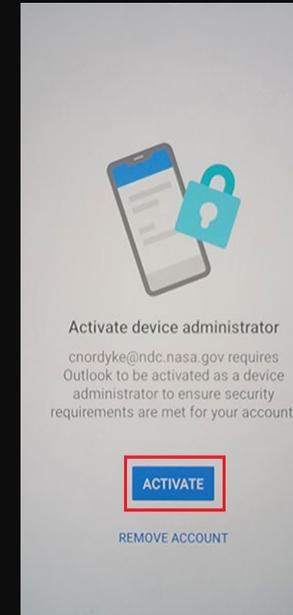 Activate device administrator
cnordyke@ndc.nasa.gov requires
Outlook to be activated as a device
administrator to ensure security
requirements are met for your account
ACTIVATE
REMOVE ACCOUNT